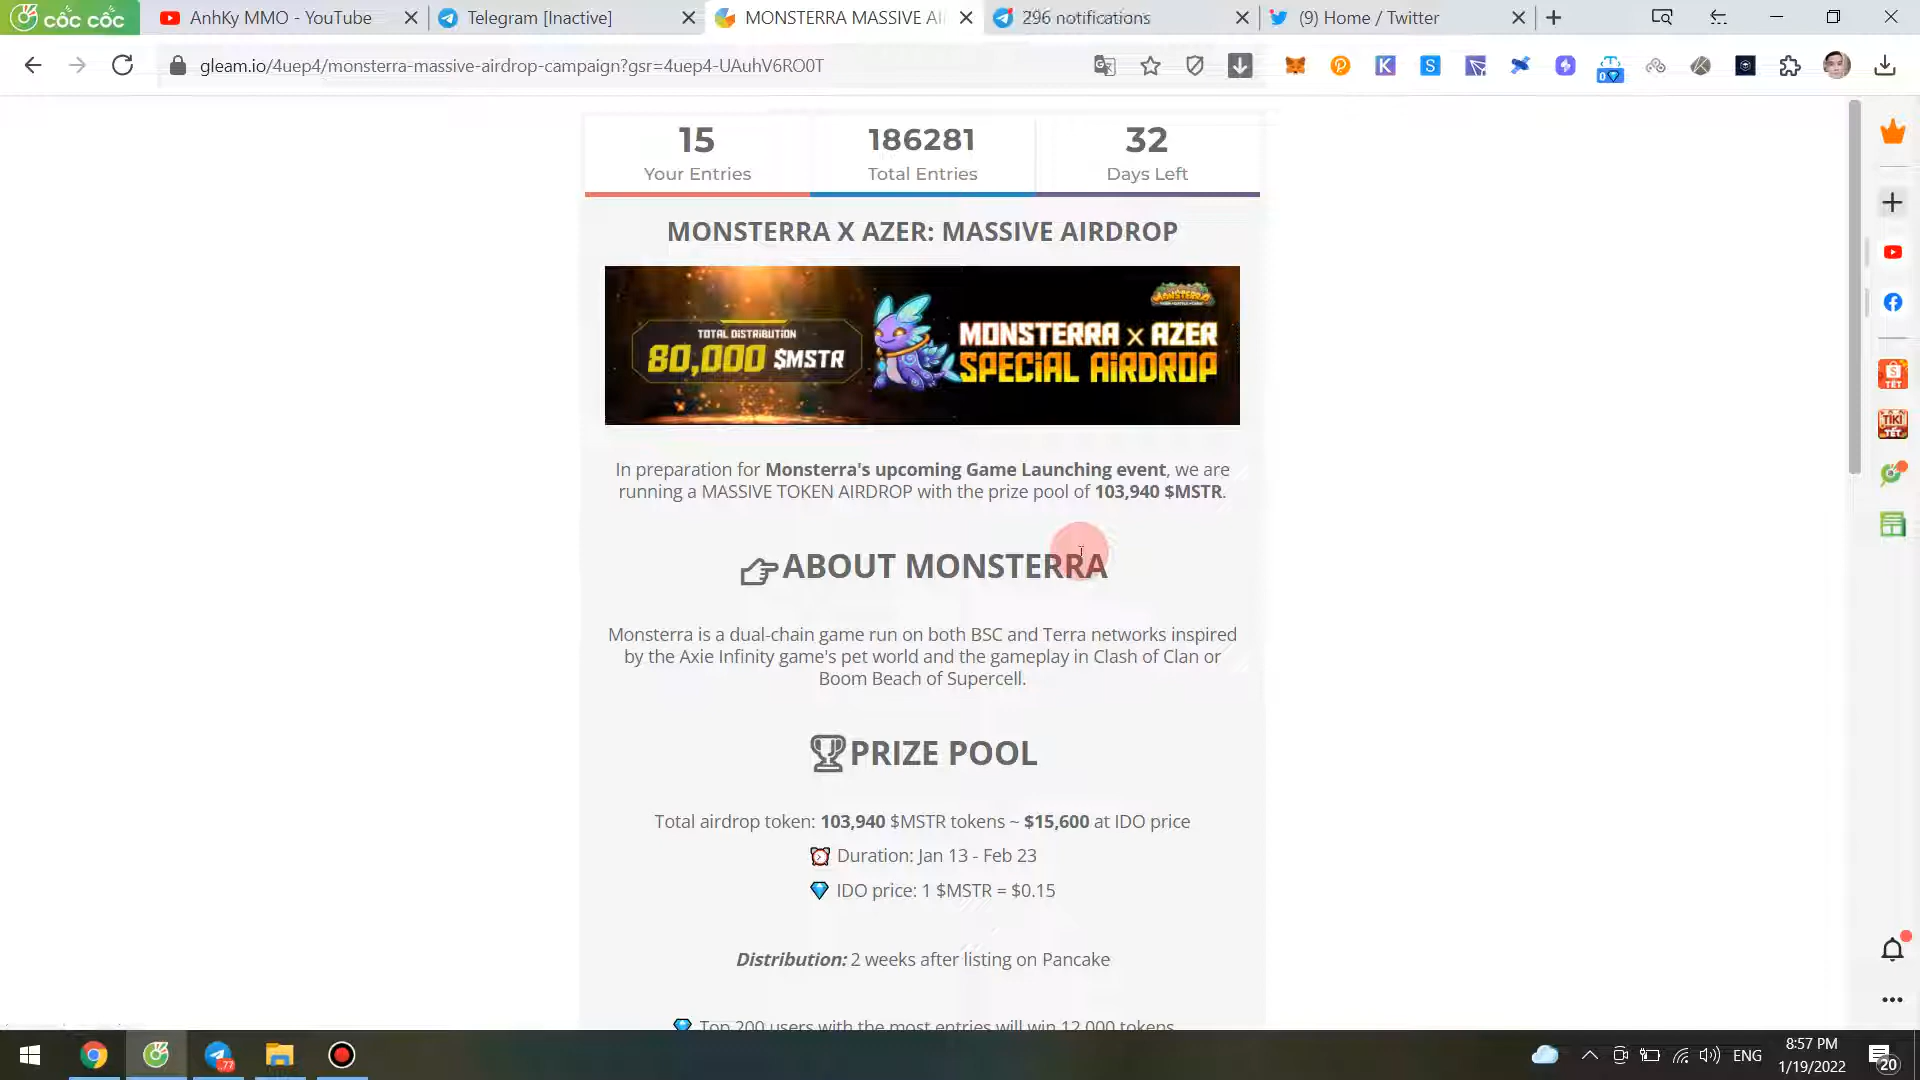 cốc cốc
AnhKy MMO - YouTube
Telegram [Inactive]
MONSTERRA MASSIVE AI
296 notifications
(9) Home / Twitter
gleam.io/4uep4/monsterra-massive-airdrop-campaign?gsr=4uep4-UAuhV6RO0T
15
Your Entries
186281
Total Entries
32
Days Left
MONSTERRA X AZER: MASSIVE AIRDROP
TOTAL DISTRIBUTION
80,000 $MSTR
MONSTERRA
MONSTERRA x AZER
SPECIAL AIRDROP
In preparation for Monsterra's upcoming Game Launching event, we are
running a MASSIVE TOKEN AIRDROP with the prize pool of 103,940 $MSTR.
ABOUT MONSTERRA
Monsterra is a dual-chain game run on both BSC and Terra networks inspired
by the Axie Infinity game's pet world and the gameplay in Clash of Clan or
Boom Beach of Supercell.
PRIZE POOL
Total airdrop token: 103,940 $MSTR tokens ~ $15,600 at IDO price
Duration: Jan 13 - Feb 23
IDO price: 1 $MSTR = $0.15
Distribution: 2 weeks after listing on Pancake
Top 200 users with the most entries will win 12,000 tokens
TẾT
TIKI
TẾT
77
ENG
8:57 PM
1/19/2022
20